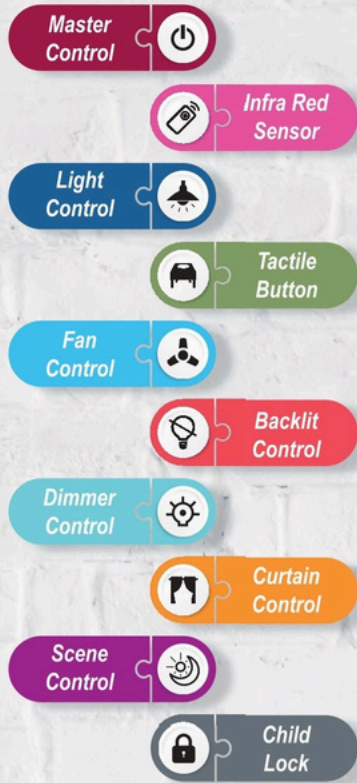 Master
Control
Infra Red
Sensor
Light
Control
Tactile
Button
Fan
Control
Backlit
Control
Dimmer
Control
Curtain
Control
Scene
Control
Child
Lock